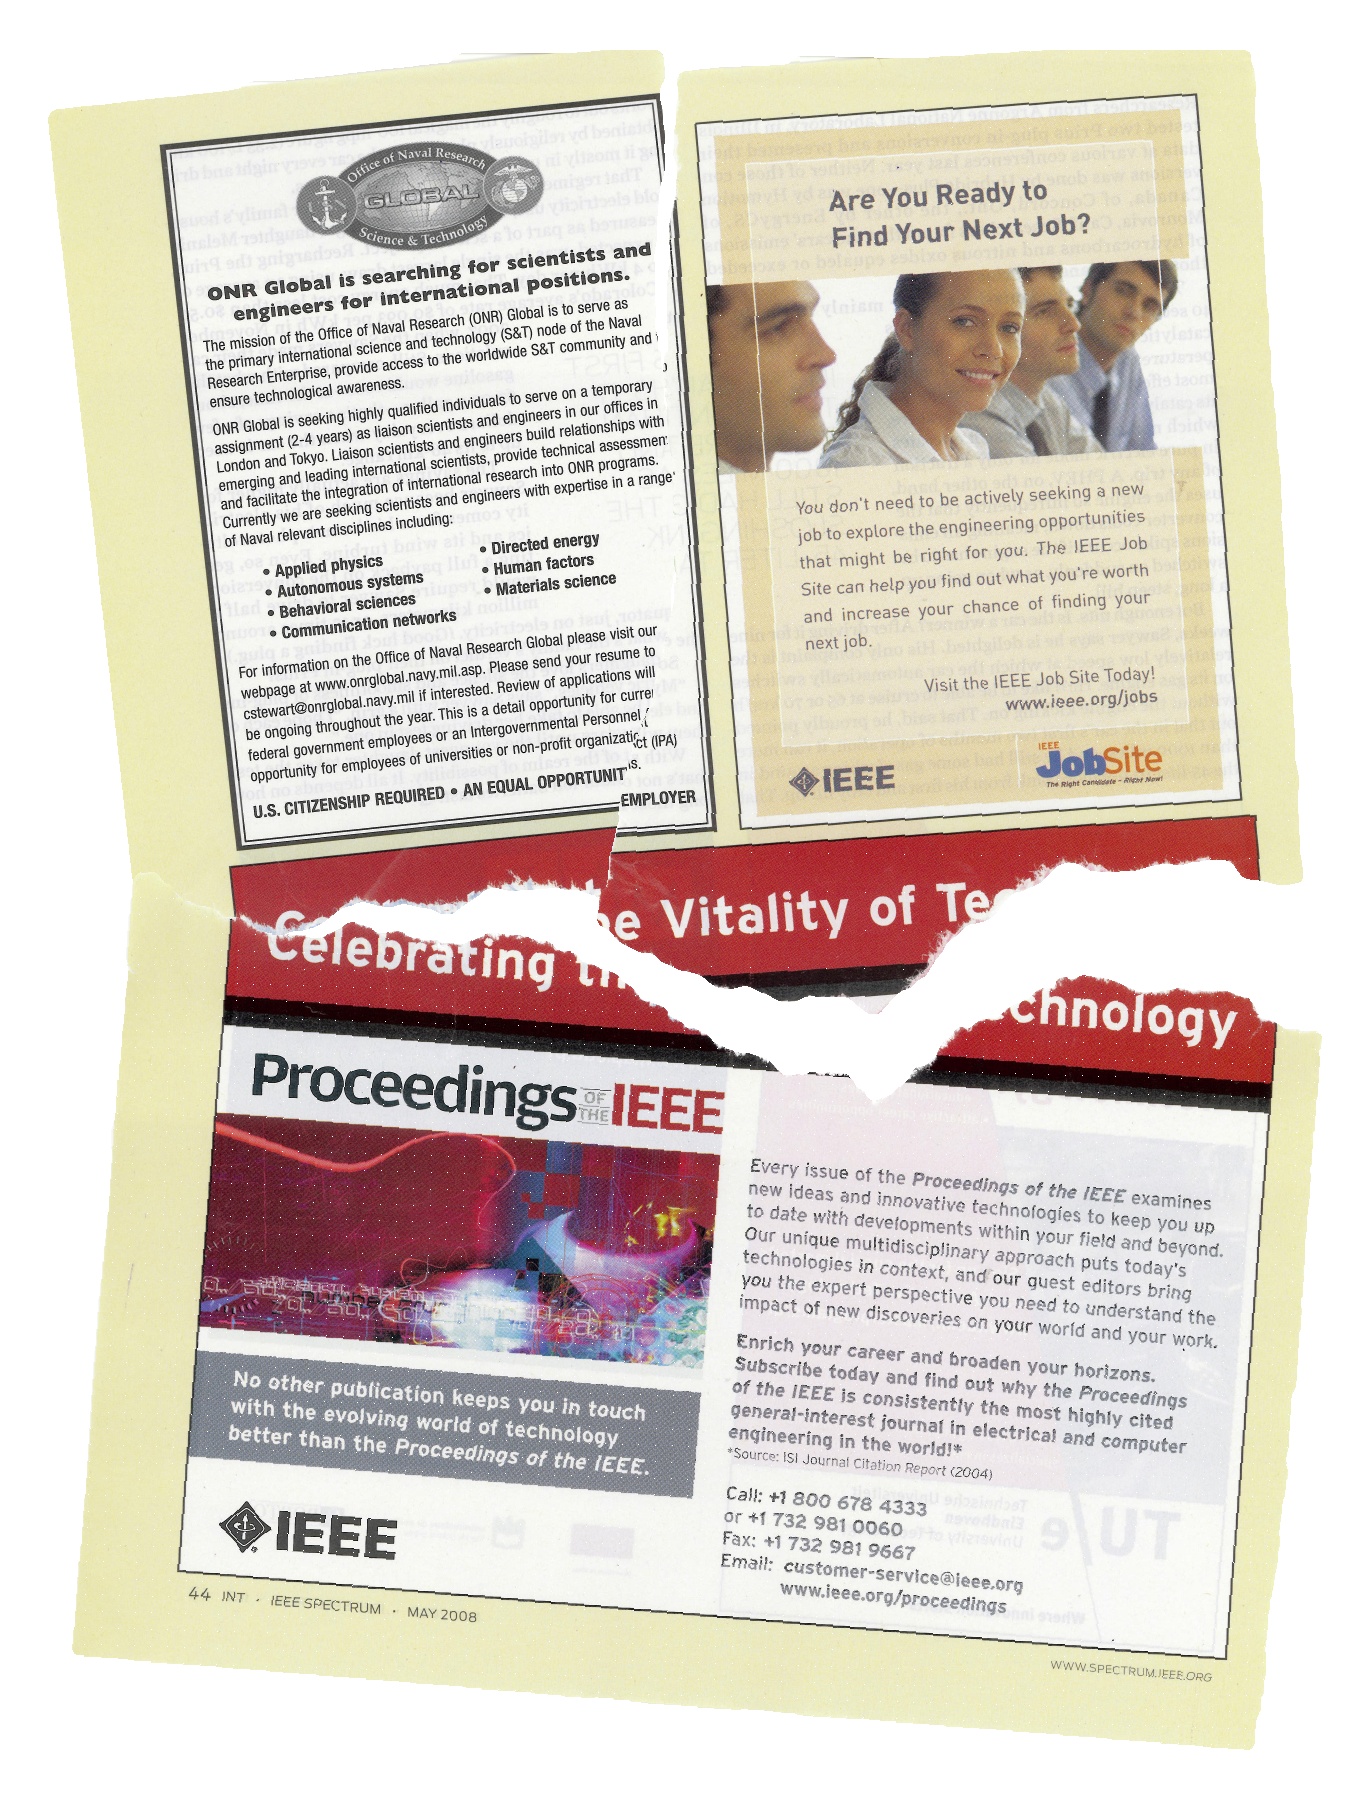 Office of Naval Research
GLOBAL
Science & Technology
ONR Global is searching for scientists and
engineers for international positions.
The mission of the Office of Naval Research (ONR) Global is to serve as
the primary international science and technology (S&T) node of the Naval
Research Enterprise, provide access to the worldwide S&T community and
ensure technological awareness.
ONR Global is seeking highly qualified individuals to serve on a temporary
assignment (2-4 years) as liaison scientists and engineers in our offices in
London and Tokyo. Liaison scientists and engineers build relationships with
emerging and leading international scientists, provide technical assessmen
and facilitate the integration of international research into ONR programs.
Currently we are seeking scientists and engineers with expertise in a range
of Naval relevant disciplines including:
• Applied physics
• Autonomous systems
• Behavioral sciences
• Communication networks
• Directed energy
• Human factors
• Materials science
For information on the Office of Naval Research Global please visit our
webpage at www.onrglobal.navy.mil.asp. Please send your resume to
cstewart@onrglobal.navy.mil if interested. Review of applications will
be ongoing throughout the year. This is a detail opportunity for curre
federal government employees or an Intergovernmental Personnel ct (IPA)
opportunity for employees of universities or non-profit organizatic s.
U.S. CITIZENSHIP REQUIRED • AN EQUAL OPPORTUNIT EMPLOYER
Are You Ready to
Find Your Next Job?
You don't need to be actively seeking a new
job to explore the engineering opportunities
that might be right for you. The IEEE Job
Site can help you find out what you're worth
and increase your chance of finding your
next job.
Visit the IEEE Job Site Today!
www.ieee.org/jobs
IEEE
IEEE
JobSite
The Right Candidate - Right Now!
Celebrating the Vitality of Technology
Proceedings OF THE IEEE
No other publication keeps you in touch
with the evolving world of technology
better than the Proceedings of the IEEE.
Every issue of the Proceedings of the IEEE examines
new ideas and innovative technologies to keep you up
to date with developments within your field and beyond.
Our unique multidisciplinary approach puts today's
technologies in context, and our guest editors bring
you the expert perspective you need to understand the
impact of new discoveries on your world and your work.
Enrich your career and broaden your horizons.
Subscribe today and find out why the Proceedings
of the IEEE is consistently the most highly cited
general-interest journal in electrical and computer
engineering in the world!*
*Source: ISI Journal Citation Report (2004)
Call: +1 800 678 4333
or +1 732 981 0060
Fax: +1 732 981 9667
Email: customer-service@ieee.org
www.ieee.org/proceedings
IEEE
44 INT · IEEE SPECTRUM · MAY 2008
WWW.SPECTRUM.IEEE.ORG